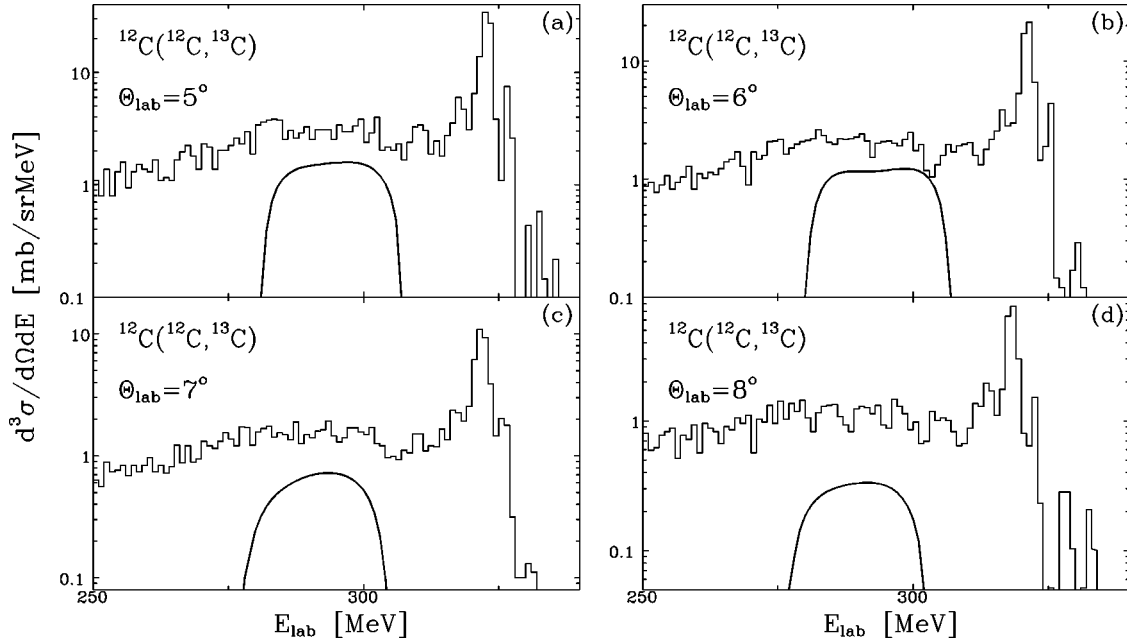 d³σ/dΩdE [mb/srMeV]
(a)
¹²C(¹²C,¹³C)
Θlab=5°
10
1
0.1
(b)
¹²C(¹²C,¹³C)
Θlab=6°
10
1
0.1
(c)
¹²C(¹²C,¹³C)
Θlab=7°
10
1
0.1
250
300
Elab [MeV]
(d)
¹²C(¹²C,¹³C)
Θlab=8°
1
0.1
250
300
Elab [MeV]